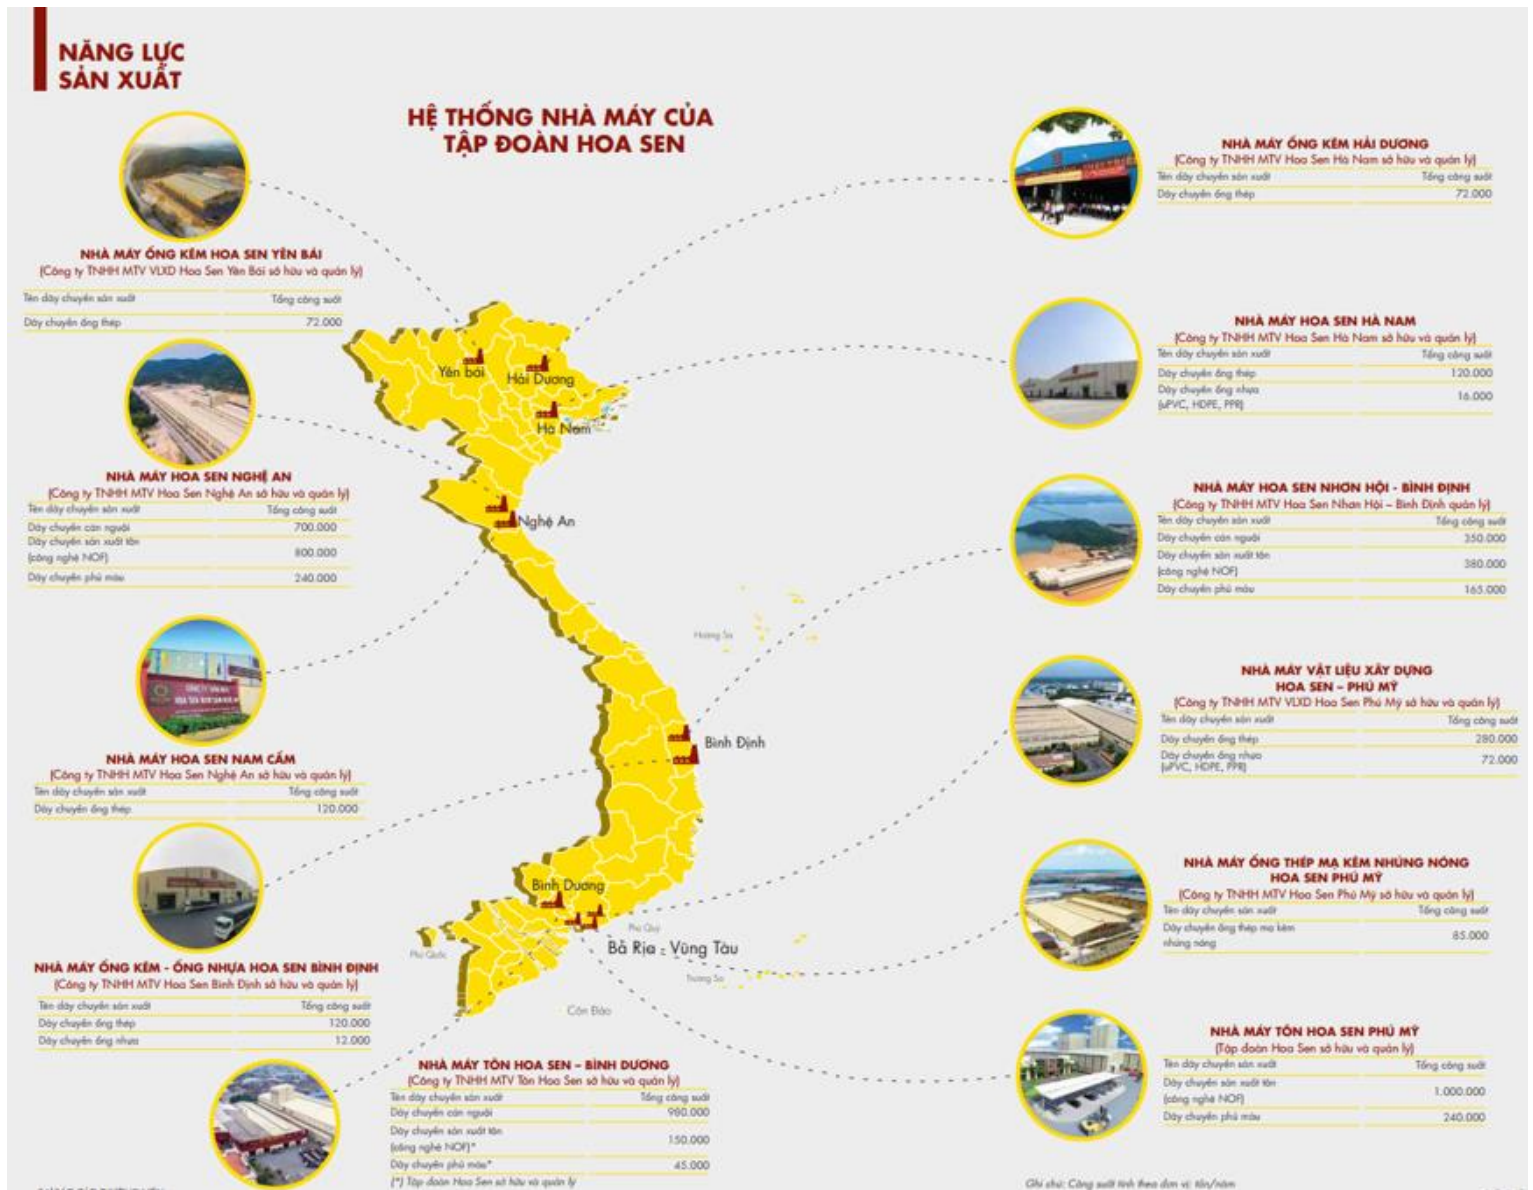 NĂNG LỰC
SẢN XUẤT
HỆ THỐNG NHÀ MÁY CỦA
TẬP ĐOÀN HOA SEN
NHÀ MÁY ỐNG KẼM HOA SEN YÊN BÁI
(Công ty TNHH MTV VLXD Hoa Sen Yên Bái sở hữu và quản lý)
Tên dây chuyền sản xuất Tổng công suất
Dây chuyền ống thép 72.000
NHÀ MÁY HOA SEN NGHỆ AN
(Công ty TNHH MTV Hoa Sen Nghệ An sở hữu và quản lý)
Tên dây chuyền sản xuất Tổng công suất
Dây chuyền cán nguội 700.000
Dây chuyền sản xuất tôn
(công nghệ NOF) 800.000
Dây chuyền phủ màu 240.000
NHÀ MÁY HOA SEN NAM CẤM
(Công ty TNHH MTV Hoa Sen Nghệ An sở hữu và quản lý)
Tên dây chuyền sản xuất Tổng công suất
Dây chuyền ống thép 120.000
NHÀ MÁY ỐNG KẼM - ỐNG NHỰA HOA SEN BÌNH ĐỊNH
(Công ty TNHH MTV Hoa Sen Bình Định sở hữu và quản lý)
Tên dây chuyền sản xuất Tổng công suất
Dây chuyền ống thép 120.000
Dây chuyền ống nhựa 12.000
NHÀ MÁY TÔN HOA SEN – BÌNH DƯƠNG
(Công ty TNHH MTV Tôn Hoa Sen sở hữu và quản lý)
Tên dây chuyền sản xuất Tổng công suất
Dây chuyền cán nguội 980.000
Dây chuyền sản xuất tôn
(công nghệ NOF)* 150.000
Dây chuyền phủ màu* 45.000
(*) Tập đoàn Hoa Sen sở hữu và quản lý
Yên bái
Hải Dương
Hà Nam
Nghệ An
Hoàng Sa
Bình Định
Bình Dương
Phú Quý
Bà Rịa - Vũng Tàu
Phú Quốc
Trường Sa
Côn Đảo
NHÀ MÁY ỐNG KẼM HẢI DƯƠNG
(Công ty TNHH MTV Hoa Sen Hà Nam sở hữu và quản lý)
Tên dây chuyền sản xuất Tổng công suất
Dây chuyền ống thép 72.000
NHÀ MÁY HOA SEN HÀ NAM
(Công ty TNHH MTV Hoa Sen Hà Nam sở hữu và quản lý)
Tên dây chuyền sản xuất Tổng công suất
Dây chuyền ống thép 120.000
Dây chuyền ống nhựa
(uPVC, HDPE, PPR) 16.000
NHÀ MÁY HOA SEN NHƠN HỘI - BÌNH ĐỊNH
(Công ty TNHH MTV Hoa Sen Nhơn Hội – Bình Định quản lý)
Tên dây chuyền sản xuất Tổng công suất
Dây chuyền cán nguội 350.000
Dây chuyền sản xuất tôn
(công nghệ NOF) 380.000
Dây chuyền phủ màu 165.000
NHÀ MÁY VẬT LIỆU XÂY DỰNG
HOA SEN – PHÚ MỸ
(Công ty TNHH MTV VLXD Hoa Sen Phú Mỹ sở hữu và quản lý)
Tên dây chuyền sản xuất Tổng công suất
Dây chuyền ống thép 280.000
Dây chuyền ống nhựa
(uPVC, HDPE, PPR) 72.000
NHÀ MÁY ỐNG THÉP MẠ KẼM NHÚNG NÓNG
HOA SEN PHÚ MỸ
(Công ty TNHH MTV Hoa Sen Phú Mỹ sở hữu và quản lý)
Tên dây chuyền sản xuất Tổng công suất
Dây chuyền ống thép mạ kẽm
nhúng nóng 85.000
NHÀ MÁY TÔN HOA SEN PHÚ MỸ
(Tập đoàn Hoa Sen sở hữu và quản lý)
Tên dây chuyền sản xuất Tổng công suất
Dây chuyền sản xuất tôn
(công nghệ NOF) 1.000.000
Dây chuyền phủ màu 240.000
Ghi chú: Công suất tính theo đơn vị: tấn/năm